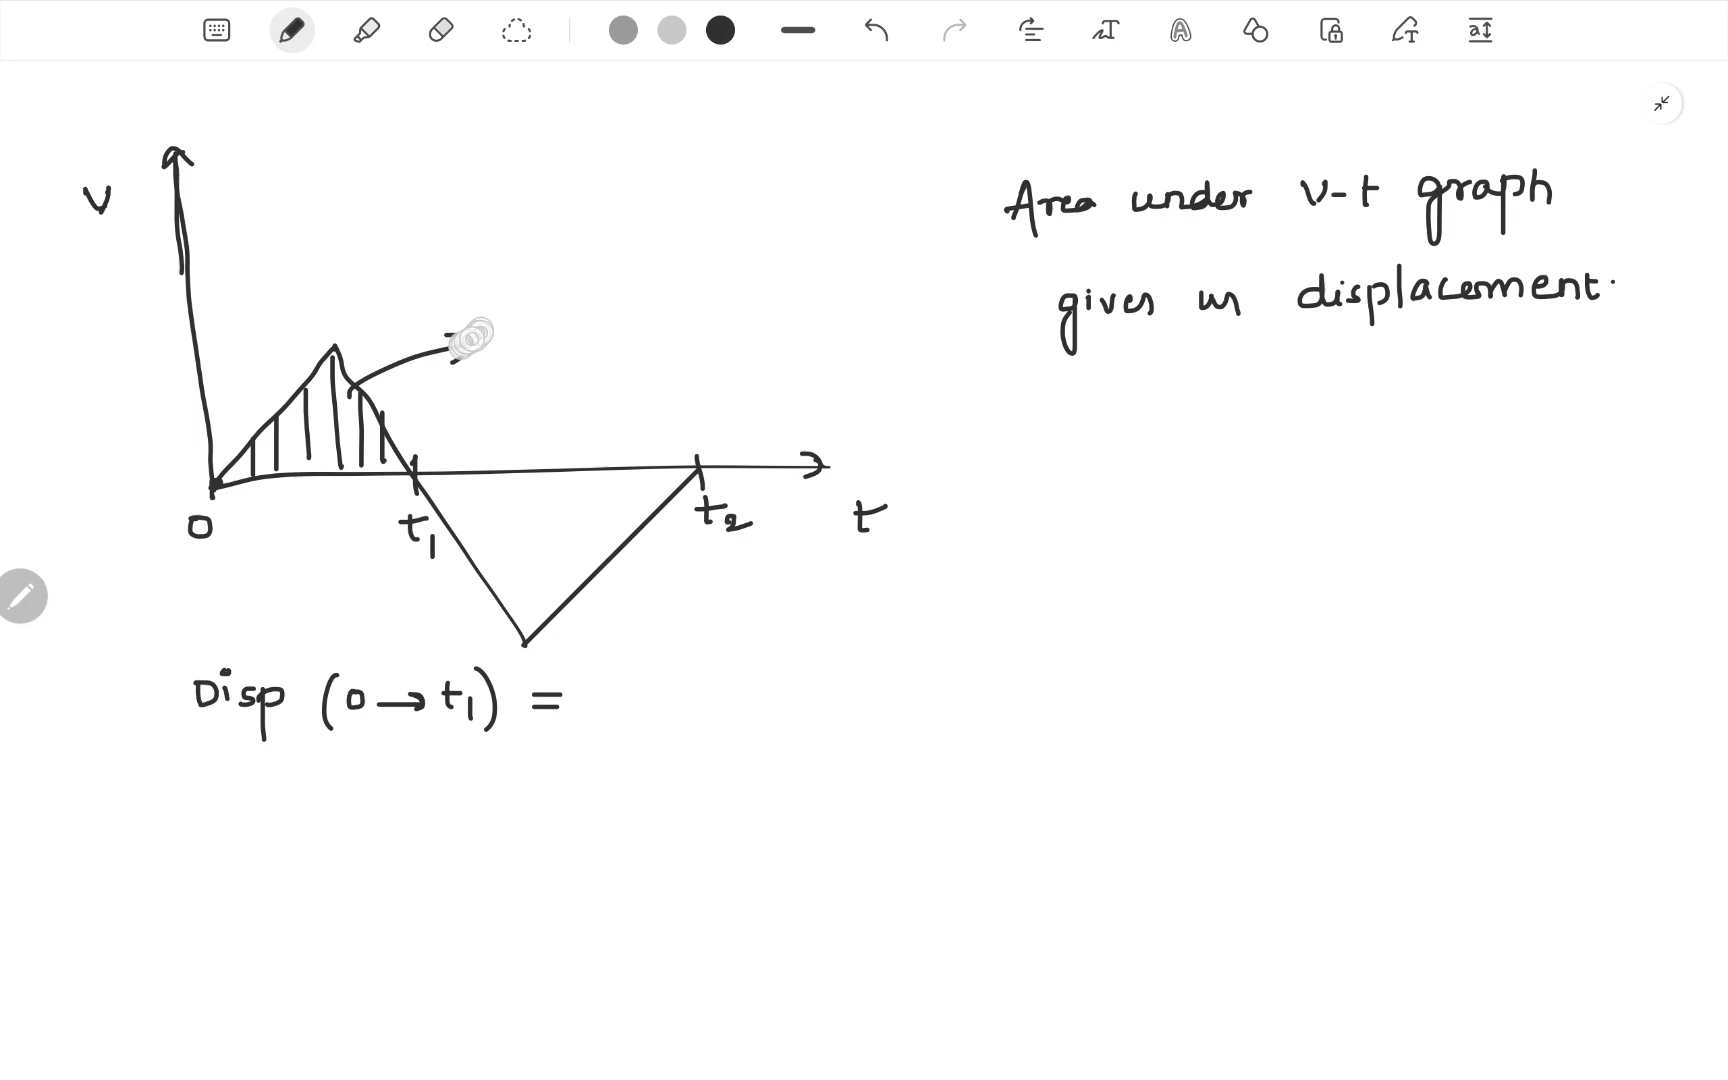 v
Area under v-t graph
gives us displacement.
0
t₁
t₂
t
Disp (0 → t₁) =